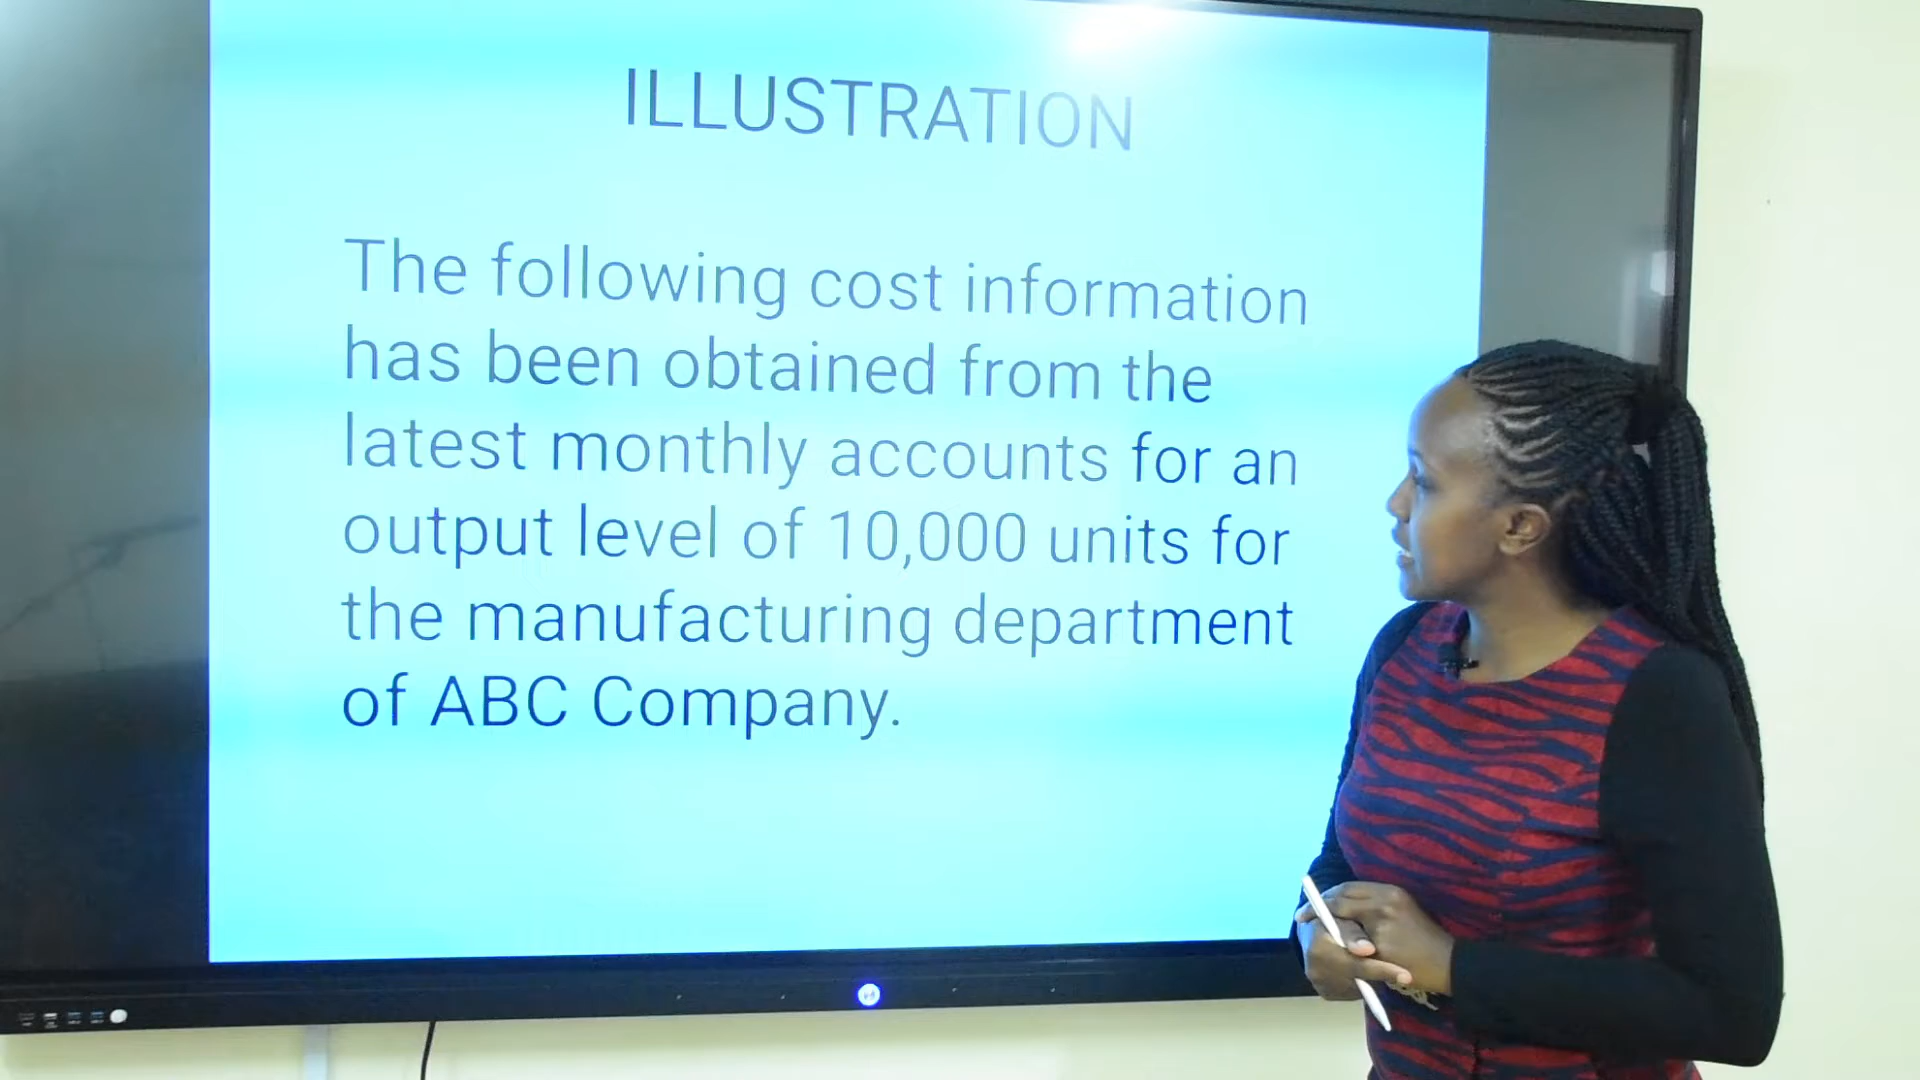 ILLUSTRATION
The following cost information
has been obtained from the
latest monthly accounts for an
output level of 10,000 units for
the manufacturing department
of ABC Company.